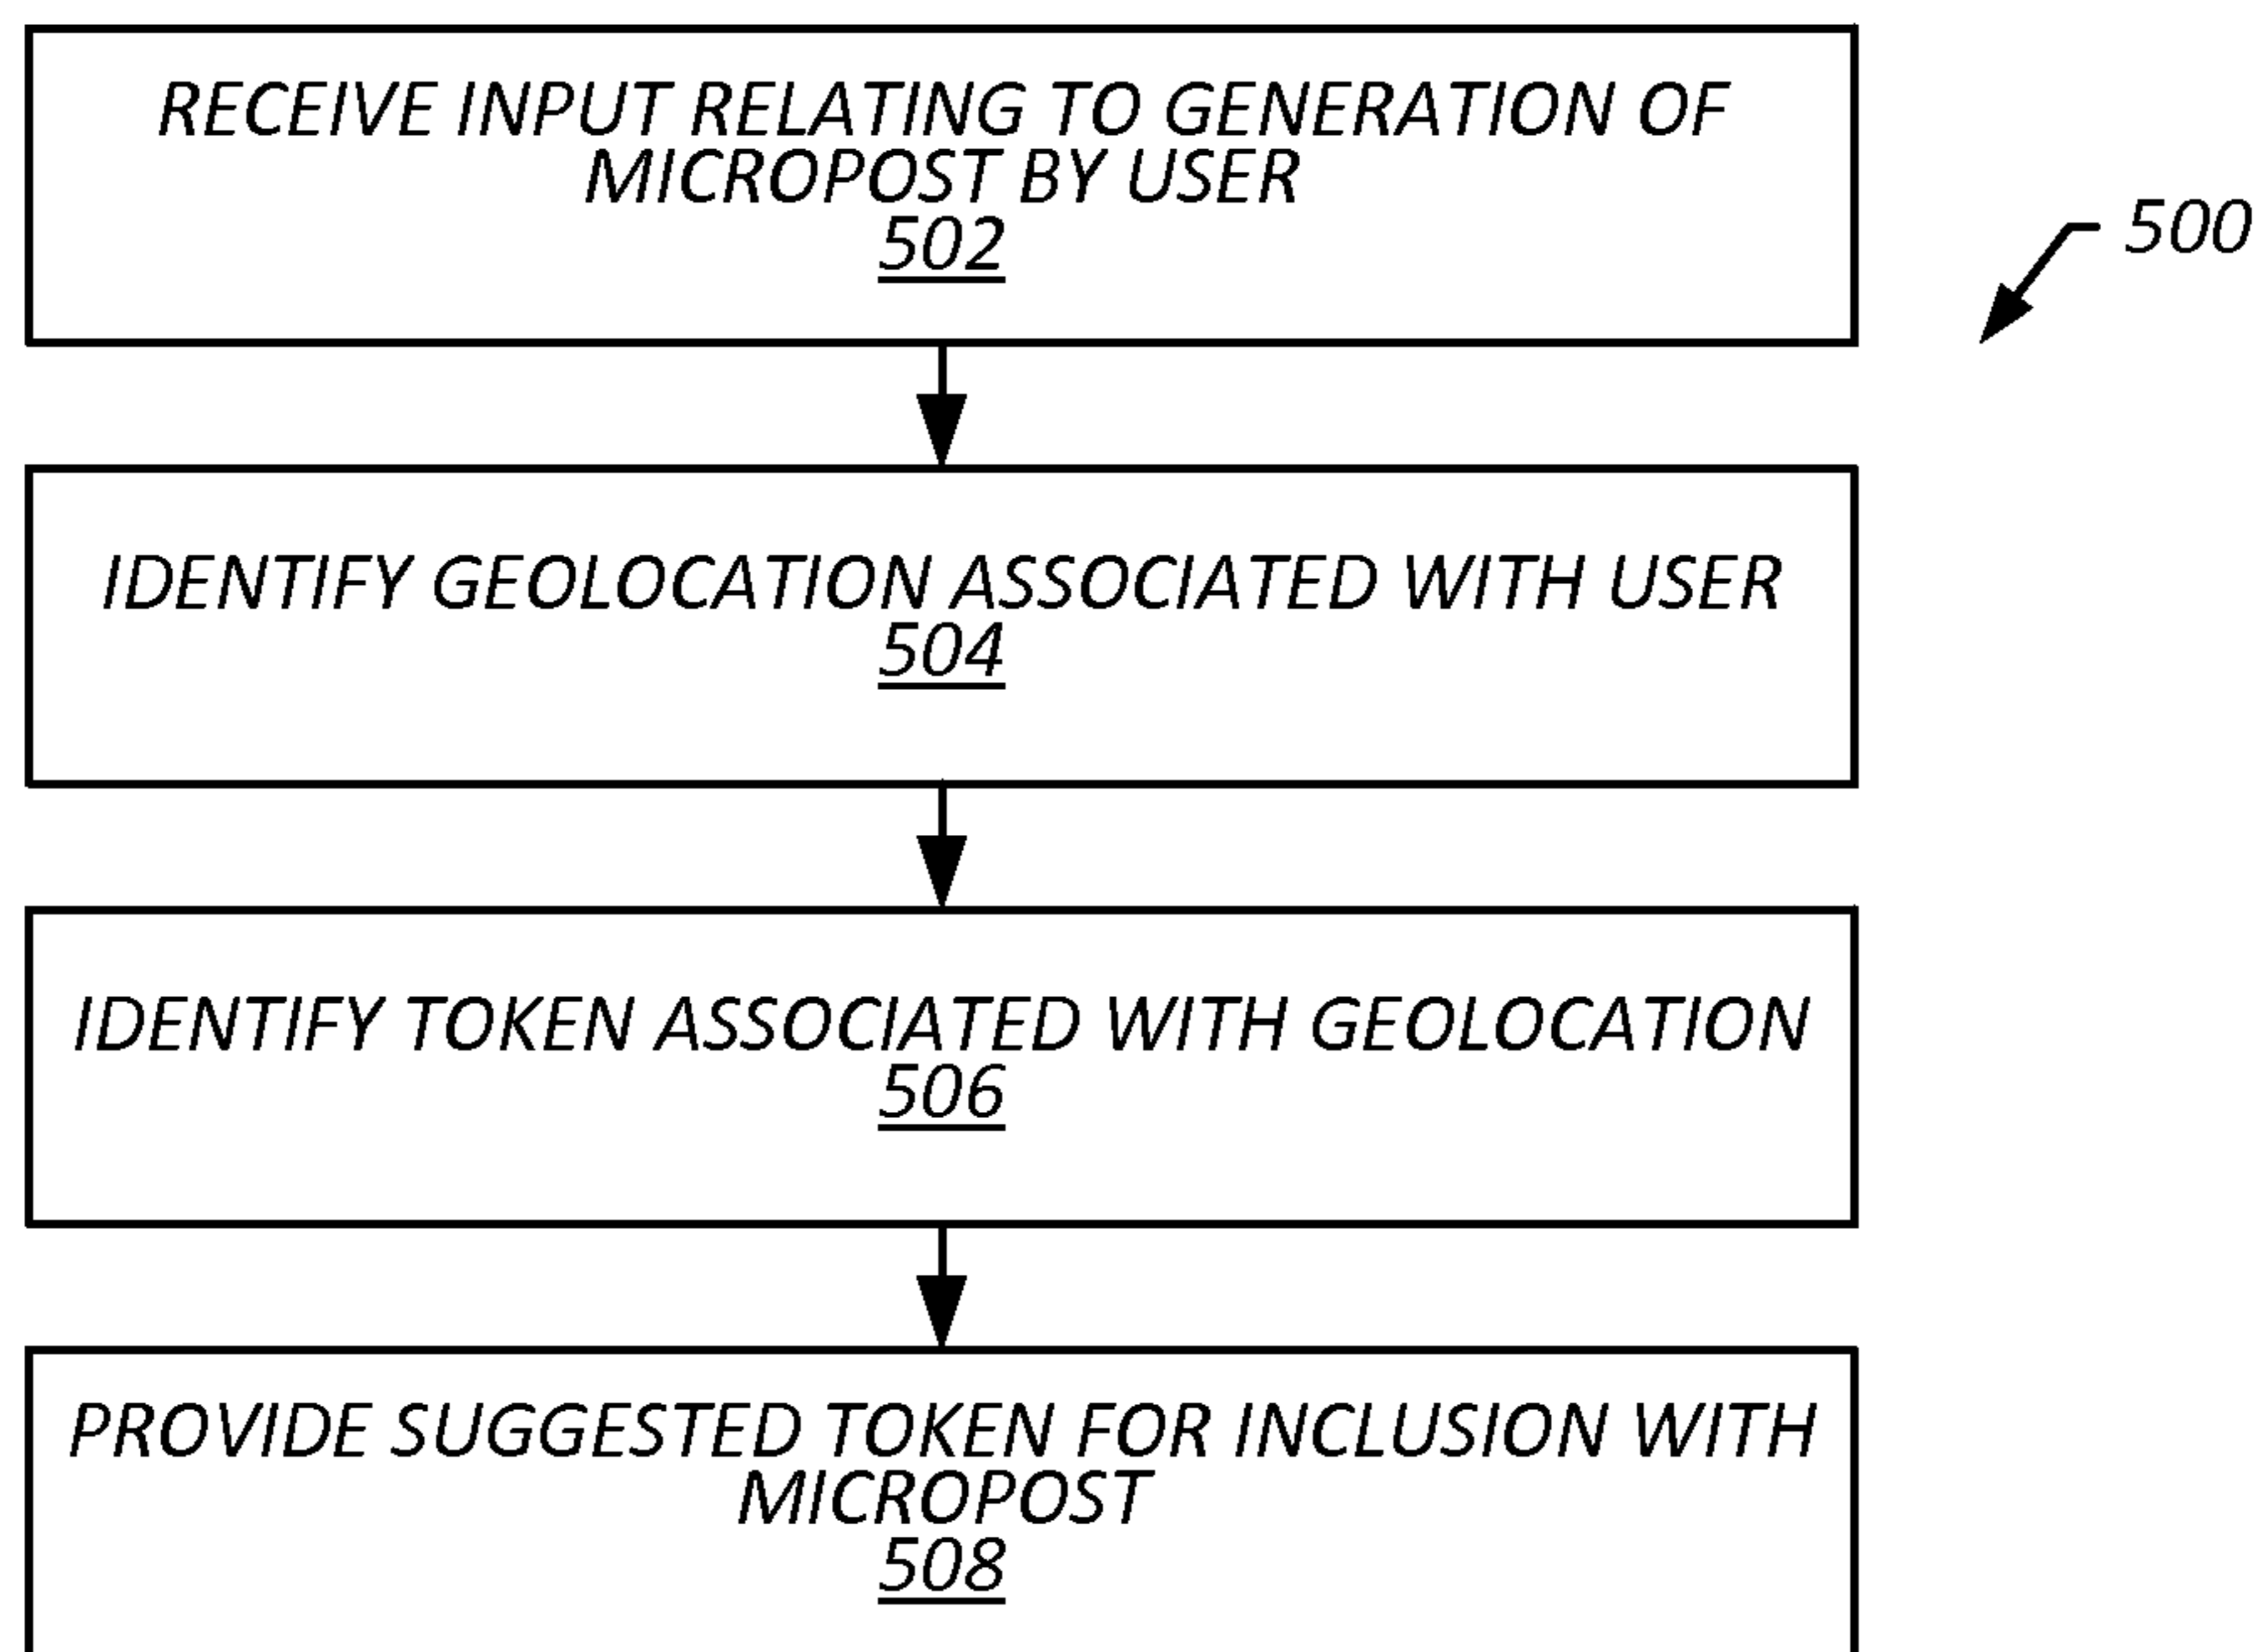 RECEIVE INPUT RELATING TO GENERATION OF
MICROPOST BY USER
502
500
IDENTIFY GEOLOCATION ASSOCIATED WITH USER
504
IDENTIFY TOKEN ASSOCIATED WITH GEOLOCATION
506
PROVIDE SUGGESTED TOKEN FOR INCLUSION WITH
MICROPOST
508